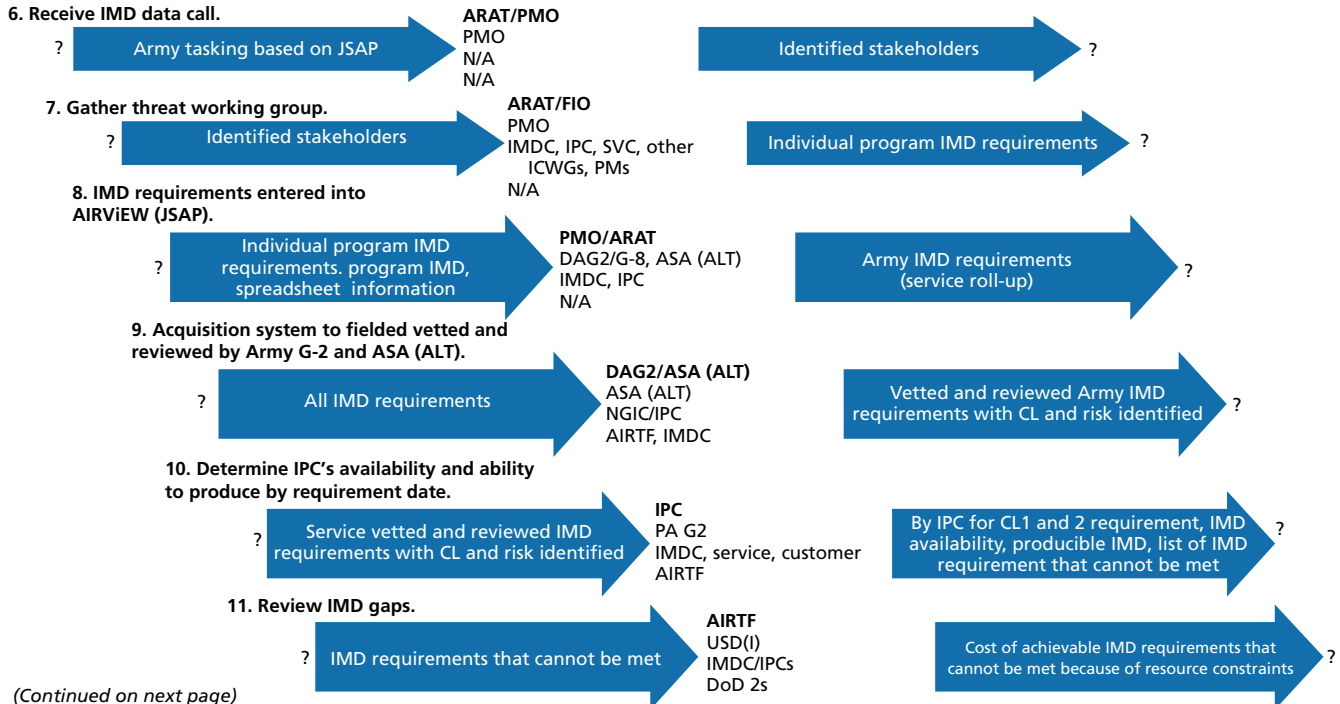 6. Receive IMD data call.
?
Army tasking based on JSAP
ARAT/PMO
PMO
N/A
N/A
Identified stakeholders
?
7. Gather threat working group.
?
Identified stakeholders
ARAT/FIO
PMO
IMDC, IPC, SVC, other
ICWGs, PMs
N/A
Individual program IMD requirements
?
8. IMD requirements entered into
AIRViEW (JSAP).
?
Individual program IMD
requirements. program IMD,
spreadsheet information
PMO/ARAT
DAG2/G-8, ASA (ALT)
IMDC, IPC
N/A
Army IMD requirements
(service roll-up)
?
9. Acquisition system to fielded vetted and
reviewed by Army G-2 and ASA (ALT).
?
All IMD requirements
DAG2/ASA (ALT)
ASA (ALT)
NGIC/IPC
AIRTF, IMDC
Vetted and reviewed Army IMD
requirements with CL and risk identified
?
10. Determine IPC's availability and ability
to produce by requirement date.
?
Service vetted and reviewed IMD
requirements with CL and risk identified
IPC
PA G2
IMDC, service, customer
AIRTF
By IPC for CL1 and 2 requirement, IMD
availability, producible IMD, list of IMD
requirement that cannot be met
?
11. Review IMD gaps.
?
IMD requirements that cannot be met
AIRTF
USD(I)
IMDC/IPCs
DoD 2s
Cost of achievable IMD requirements that
cannot be met because of resource constraints
?
(Continued on next page)